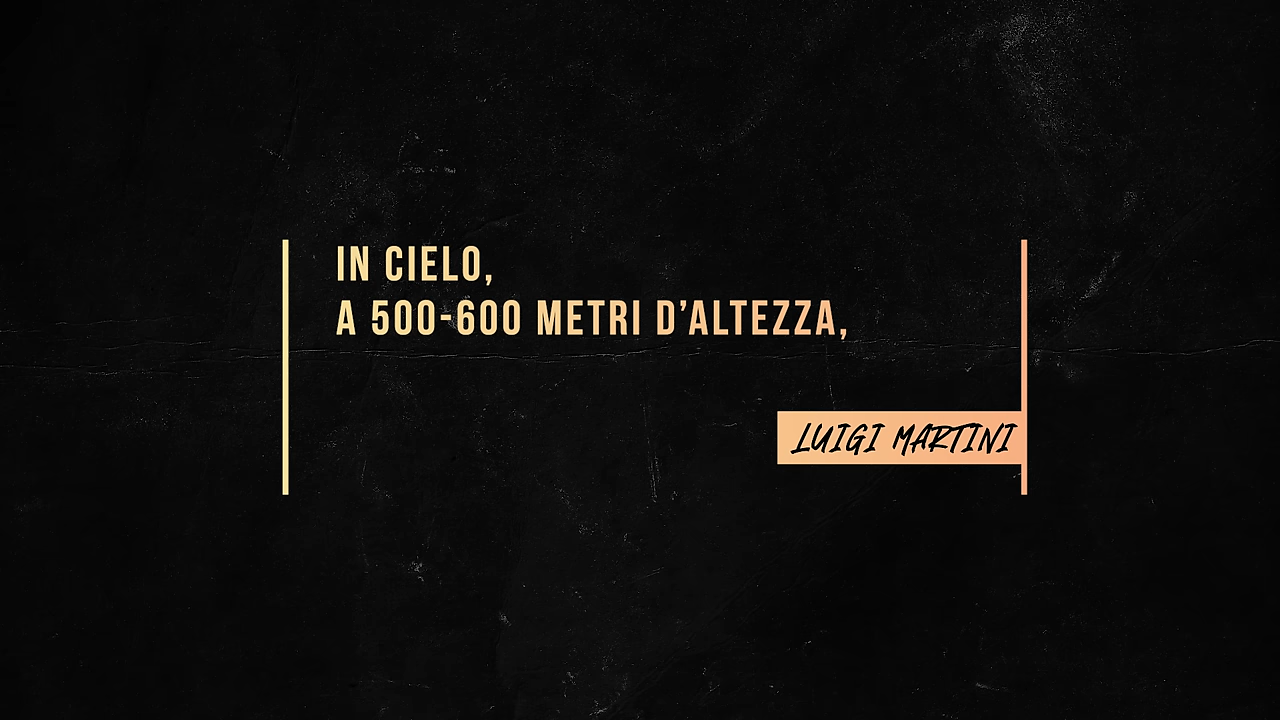 IN CIELO,
A 500-600 METRI D’ALTEZZA,
LUIGI MARTINI